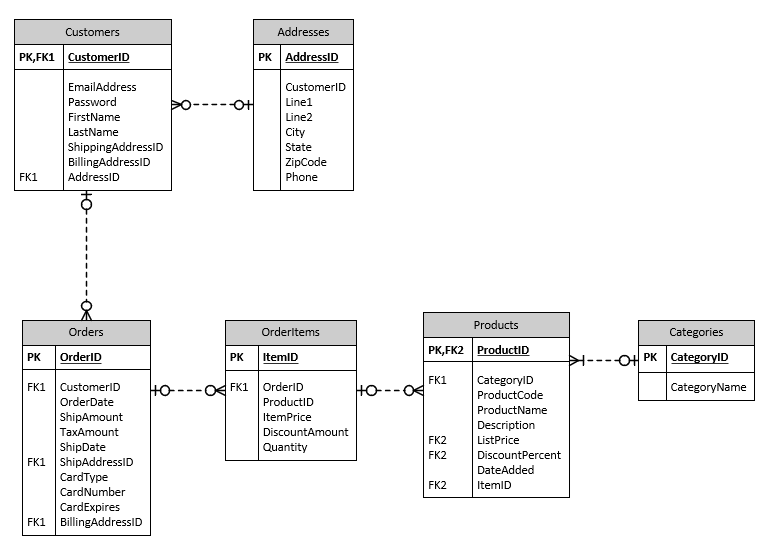 Customers
PK,FK1 CustomerID
EmailAddress
Password
FirstName
LastName
ShippingAddressID
BillingAddressID
FK1 AddressID
Addresses
PK AddressID
CustomerID
Line1
Line2
City
State
ZipCode
Phone
Orders
PK OrderID
FK1 CustomerID
OrderDate
ShipAmount
TaxAmount
ShipDate
FK1 ShipAddressID
CardType
CardNumber
CardExpires
FK1 BillingAddressID
OrderItems
PK ItemID
FK1 OrderID
ProductID
ItemPrice
DiscountAmount
Quantity
Products
PK,FK2 ProductID
FK1 CategoryID
ProductCode
ProductName
Description
FK2 ListPrice
FK2 DiscountPercent
DateAdded
FK2 ItemID
Categories
PK CategoryID
CategoryName